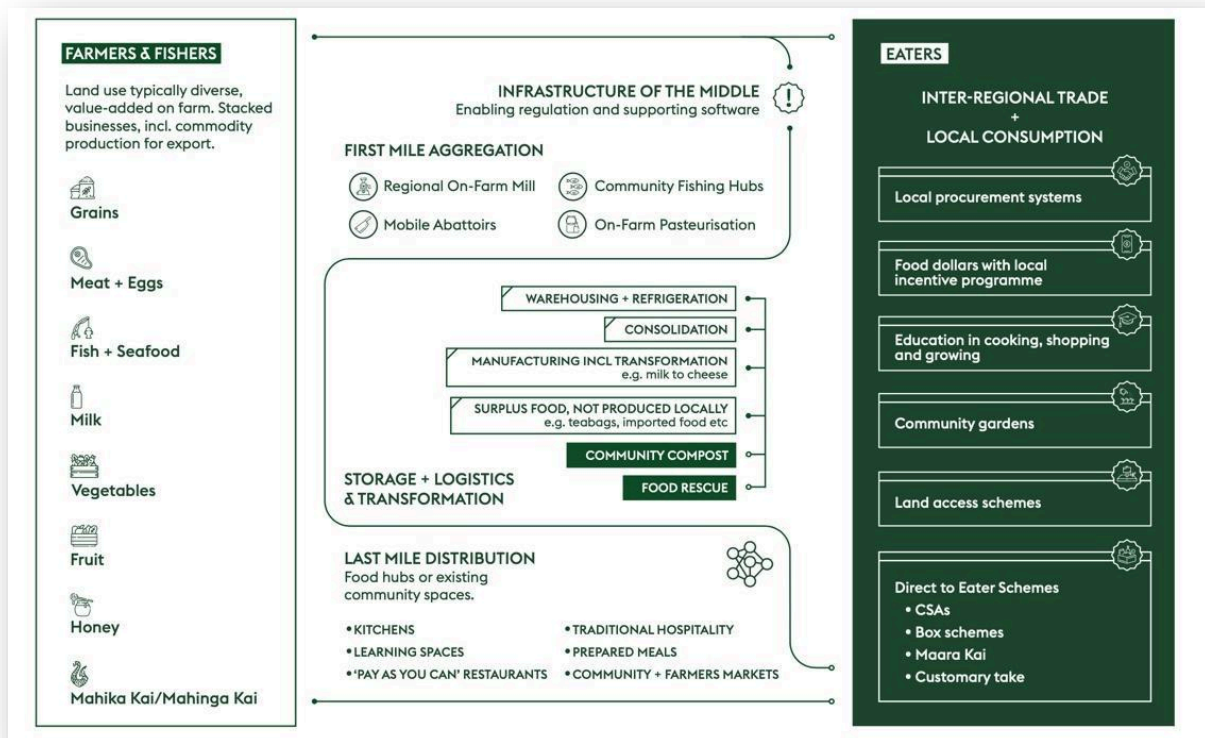 FARMERS & FISHERS
Land use typically diverse,
value-added on farm. Stacked
businesses, incl. commodity
production for export.
Grains
Meat + Eggs
Fish + Seafood
Milk
Vegetables
Fruit
Honey
Mahika Kai/Mahinga Kai
INFRASTRUCTURE OF THE MIDDLE
Enabling regulation and supporting software
!
FIRST MILE AGGREGATION
Regional On-Farm Mill
Community Fishing Hubs
Mobile Abattoirs
On-Farm Pasteurisation
WAREHOUSING + REFRIGERATION
CONSOLIDATION
MANUFACTURING INCL TRANSFORMATION
e.g. milk to cheese
SURPLUS FOOD, NOT PRODUCED LOCALLY
e.g. teabags, imported food etc
COMMUNITY COMPOST
FOOD RESCUE
STORAGE + LOGISTICS
& TRANSFORMATION
LAST MILE DISTRIBUTION
Food hubs or existing
community spaces.
• KITCHENS
• LEARNING SPACES
• 'PAY AS YOU CAN' RESTAURANTS
• TRADITIONAL HOSPITALITY
• PREPARED MEALS
• COMMUNITY + FARMERS MARKETS
EATERS
INTER-REGIONAL TRADE
+
LOCAL CONSUMPTION
Local procurement systems
Food dollars with local
incentive programme
Education in cooking, shopping
and growing
Community gardens
Land access schemes
Direct to Eater Schemes
• CSAs
• Box schemes
• Maara Kai
• Customary take